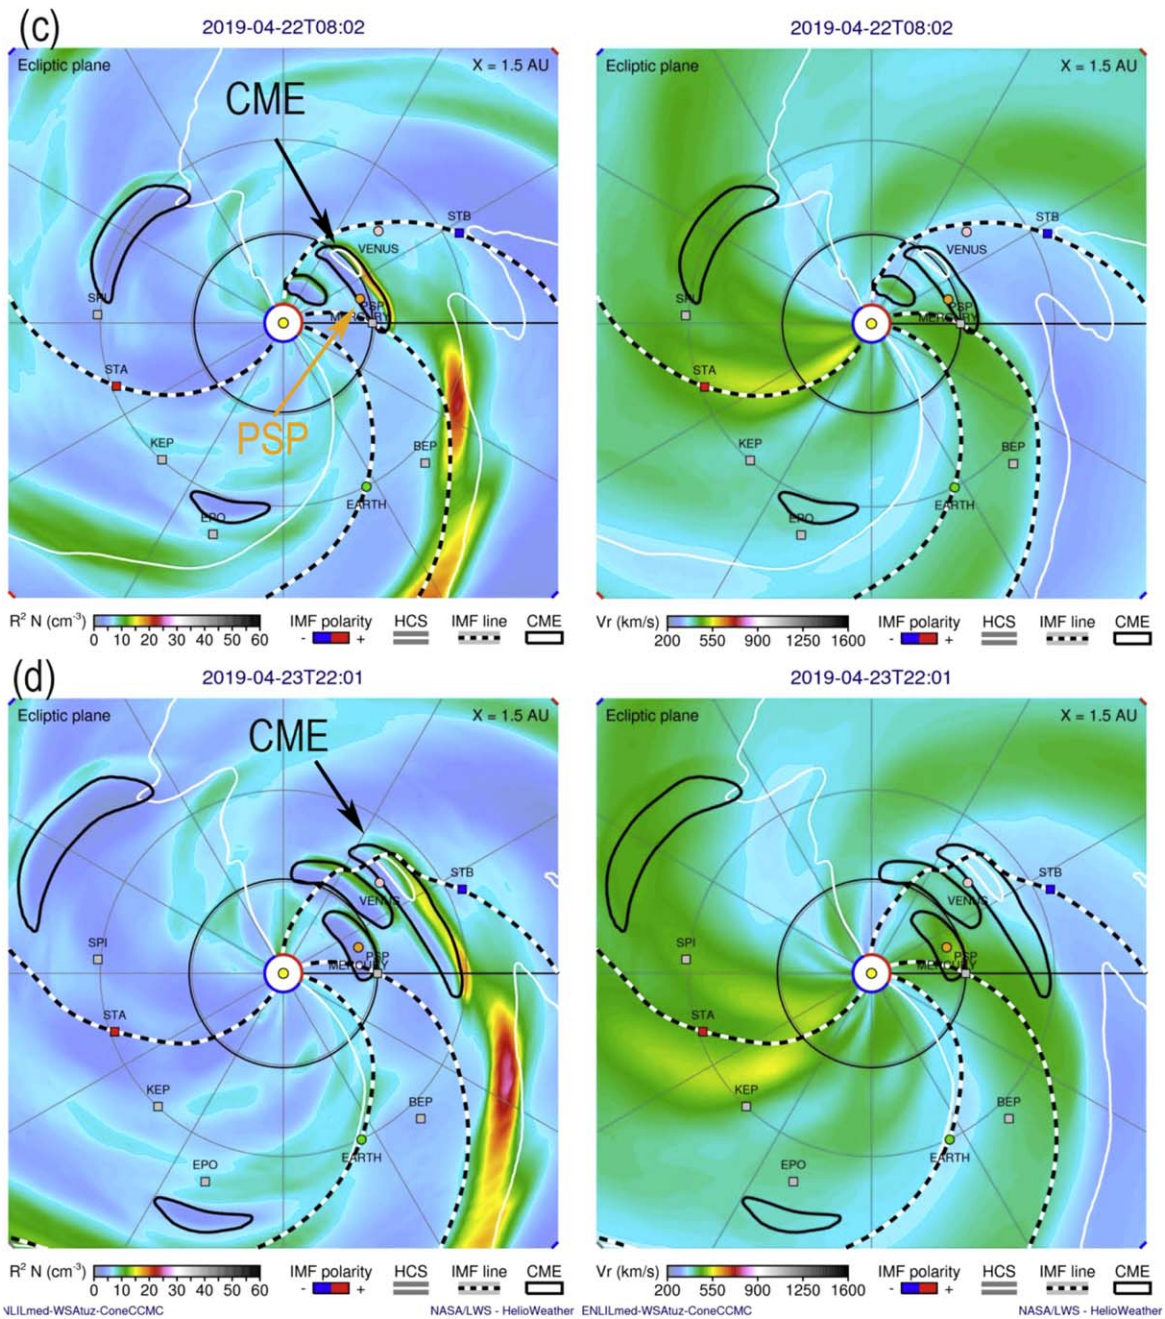 (c)
2019-04-22T08:02
2019-04-22T08:02
Ecliptic plane
X = 1.5 AU
Ecliptic plane
X = 1.5 AU
CME
STB
VENUS
STB
VENUS
SPI
PSP
MERCURY
SPI
PSP
MERCURY
STA
STA
PSP
KEP
BEP
KEP
BEP
EARTH
EARTH
EPO
EPO
R² N (cm⁻³)
0 10 20 30 40 50 60
IMF polarity
- +
HCS
IMF line
CME
Vr (km/s)
200 550 900 1250 1600
IMF polarity
- +
HCS
IMF line
CME
(d)
2019-04-23T22:01
2019-04-23T22:01
Ecliptic plane
X = 1.5 AU
Ecliptic plane
X = 1.5 AU
CME
STB
VENUS
STB
VENUS
SPI
PSP
MERCURY
SPI
PSP
MERCURY
STA
STA
KEP
BEP
KEP
BEP
EARTH
EARTH
EPO
EPO
R² N (cm⁻³)
0 10 20 30 40 50 60
IMF polarity
- +
HCS
IMF line
CME
Vr (km/s)
200 550 900 1250 1600
IMF polarity
- +
HCS
IMF line
CME
NLILmed-WSAtuz-ConeCCMC
NASA/LWS - HelioWeather
ENLILmed-WSAtuz-ConeCCMC
NASA/LWS - HelioWeather